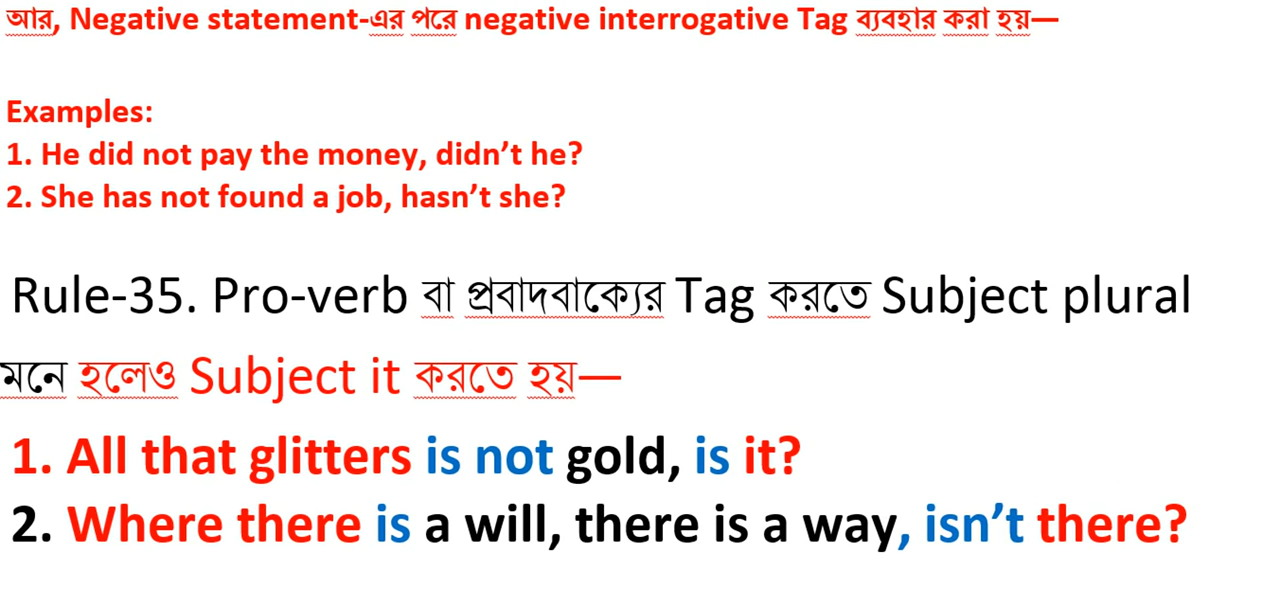 আর, Negative statement-এর পরে negative interrogative Tag ব্যবহার করা হয়—
Examples:
1. He did not pay the money, didn’t he?
2. She has not found a job, hasn’t she?
Rule-35. Pro-verb বা প্রবাদবাক্যের Tag করতে Subject plural
মনে হলেও Subject it করতে হয়—
1. All that glitters is not gold, is it?
2. Where there is a will, there is a way, isn’t there?